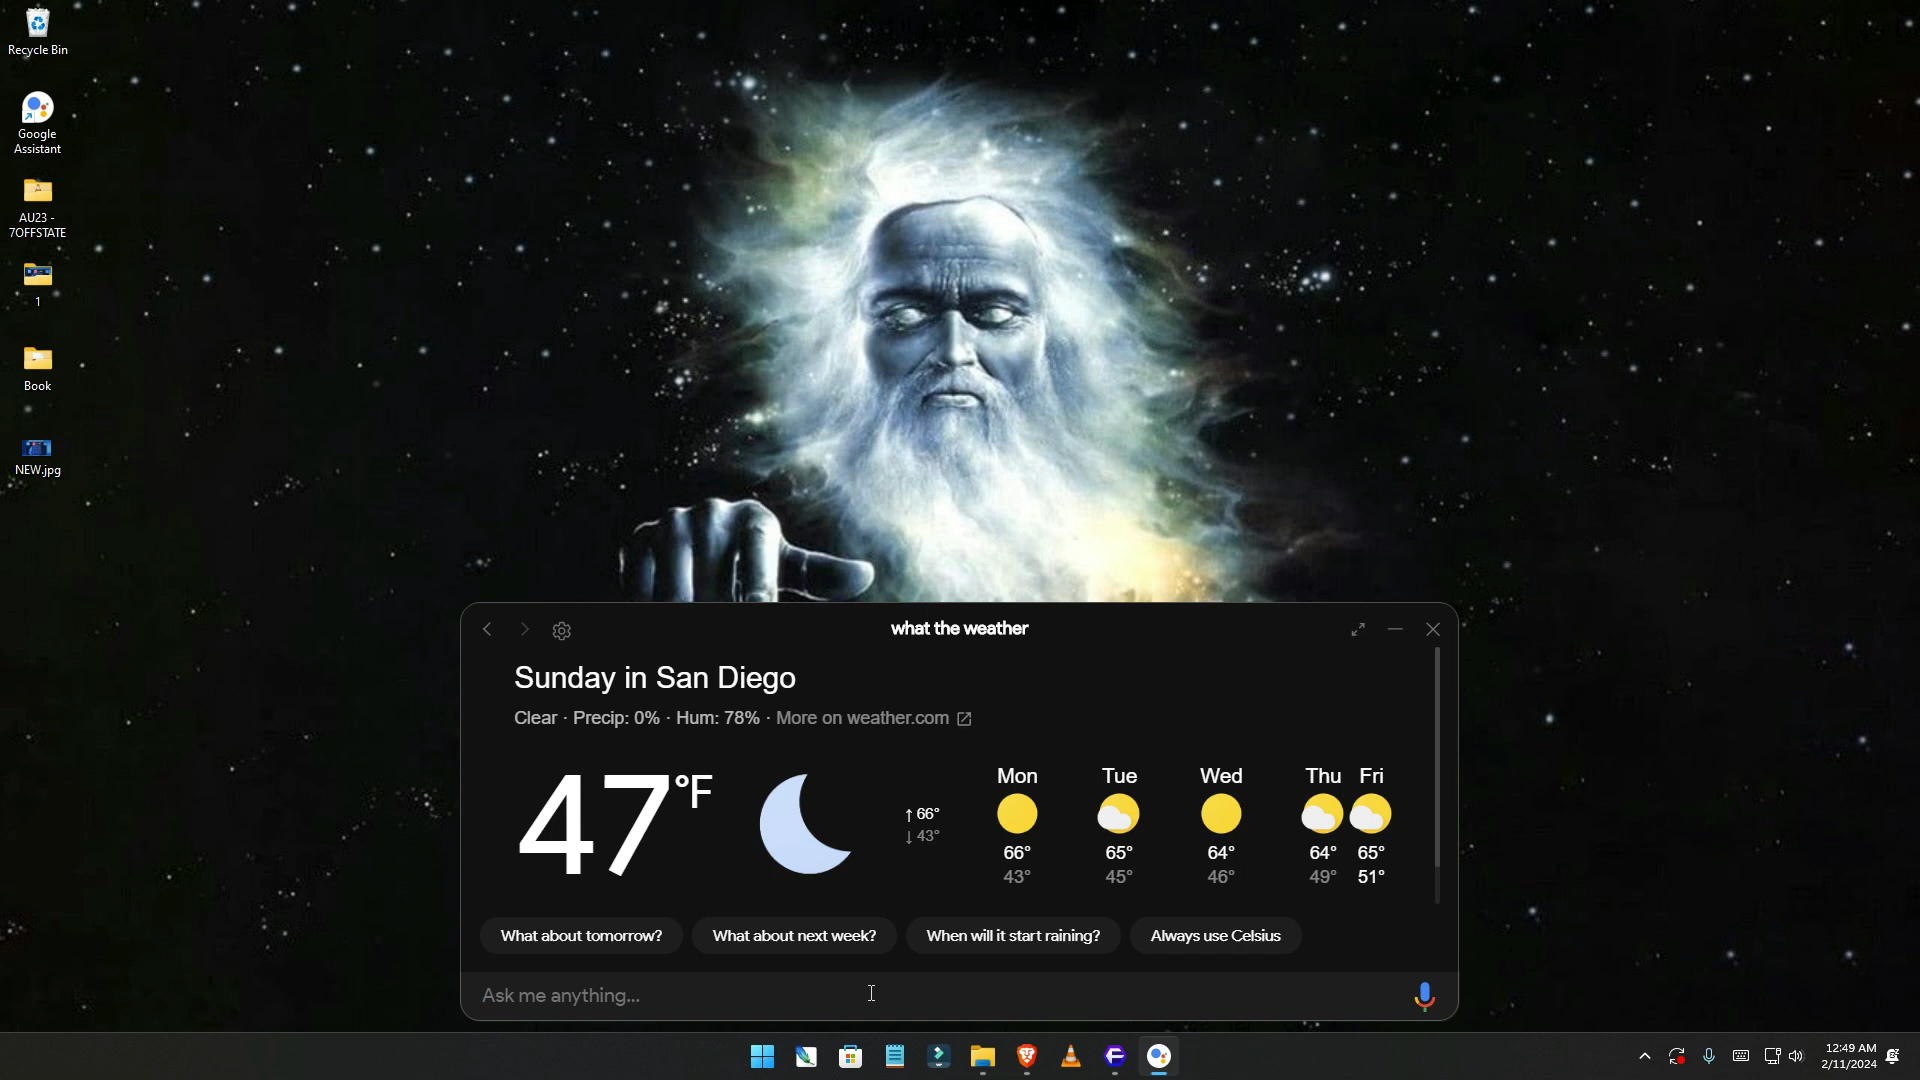 Recycle Bin
Google
Assistant
AU23 -
7OFFSTATE
1
Book
NEW.jpg
what the weather
Sunday in San Diego
Clear · Precip: 0% · Hum: 78% · More on weather.com
47°F
↑ 66°
↓ 43°
Mon Tue Wed Thu Fri
66° 65° 64° 64° 65°
43° 45° 46° 49° 51°
What about tomorrow? What about next week? When will it start raining? Always use Celsius
Ask me anything...
12:49 AM
2/11/2024